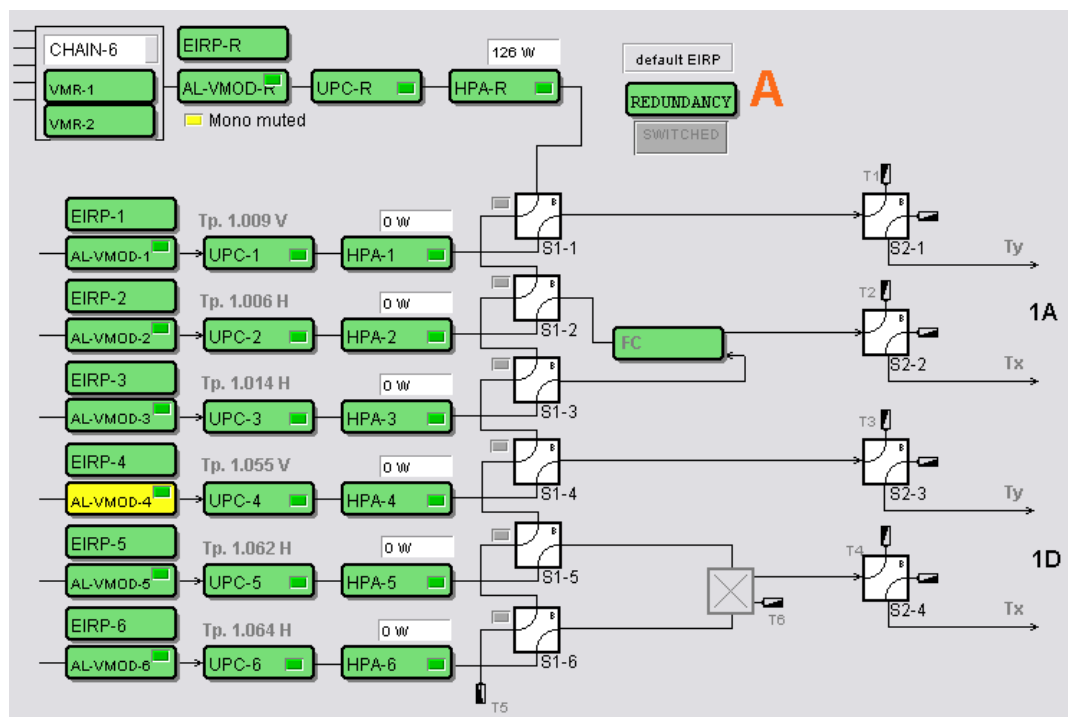 CHAIN-6
EIRP-R
126 W
default EIRP
VMR-1
AL-VMOD-R
UPC-R
HPA-R
REDUNDANCY
A
VMR-2
Mono muted
SWITCHED
T1
EIRP-1
Tp. 1.009 V
0 W
B
B
AL-VMOD-1
UPC-1
HPA-1
S1-1
S2-1
Ty
EIRP-2
Tp. 1.006 H
0 W
B
T2
B
1A
AL-VMOD-2
UPC-2
HPA-2
S1-2
FC
S2-2
Tx
EIRP-3
Tp. 1.014 H
0 W
B
AL-VMOD-3
UPC-3
HPA-3
S1-3
T3
EIRP-4
Tp. 1.055 V
0 W
B
B
AL-VMOD-4
UPC-4
HPA-4
S1-4
S2-3
Ty
EIRP-5
Tp. 1.062 H
0 W
B
T4
B
1D
AL-VMOD-5
UPC-5
HPA-5
S1-5
S2-4
Tx
EIRP-6
Tp. 1.064 H
0 W
B
T6
AL-VMOD-6
UPC-6
HPA-6
S1-6
T5